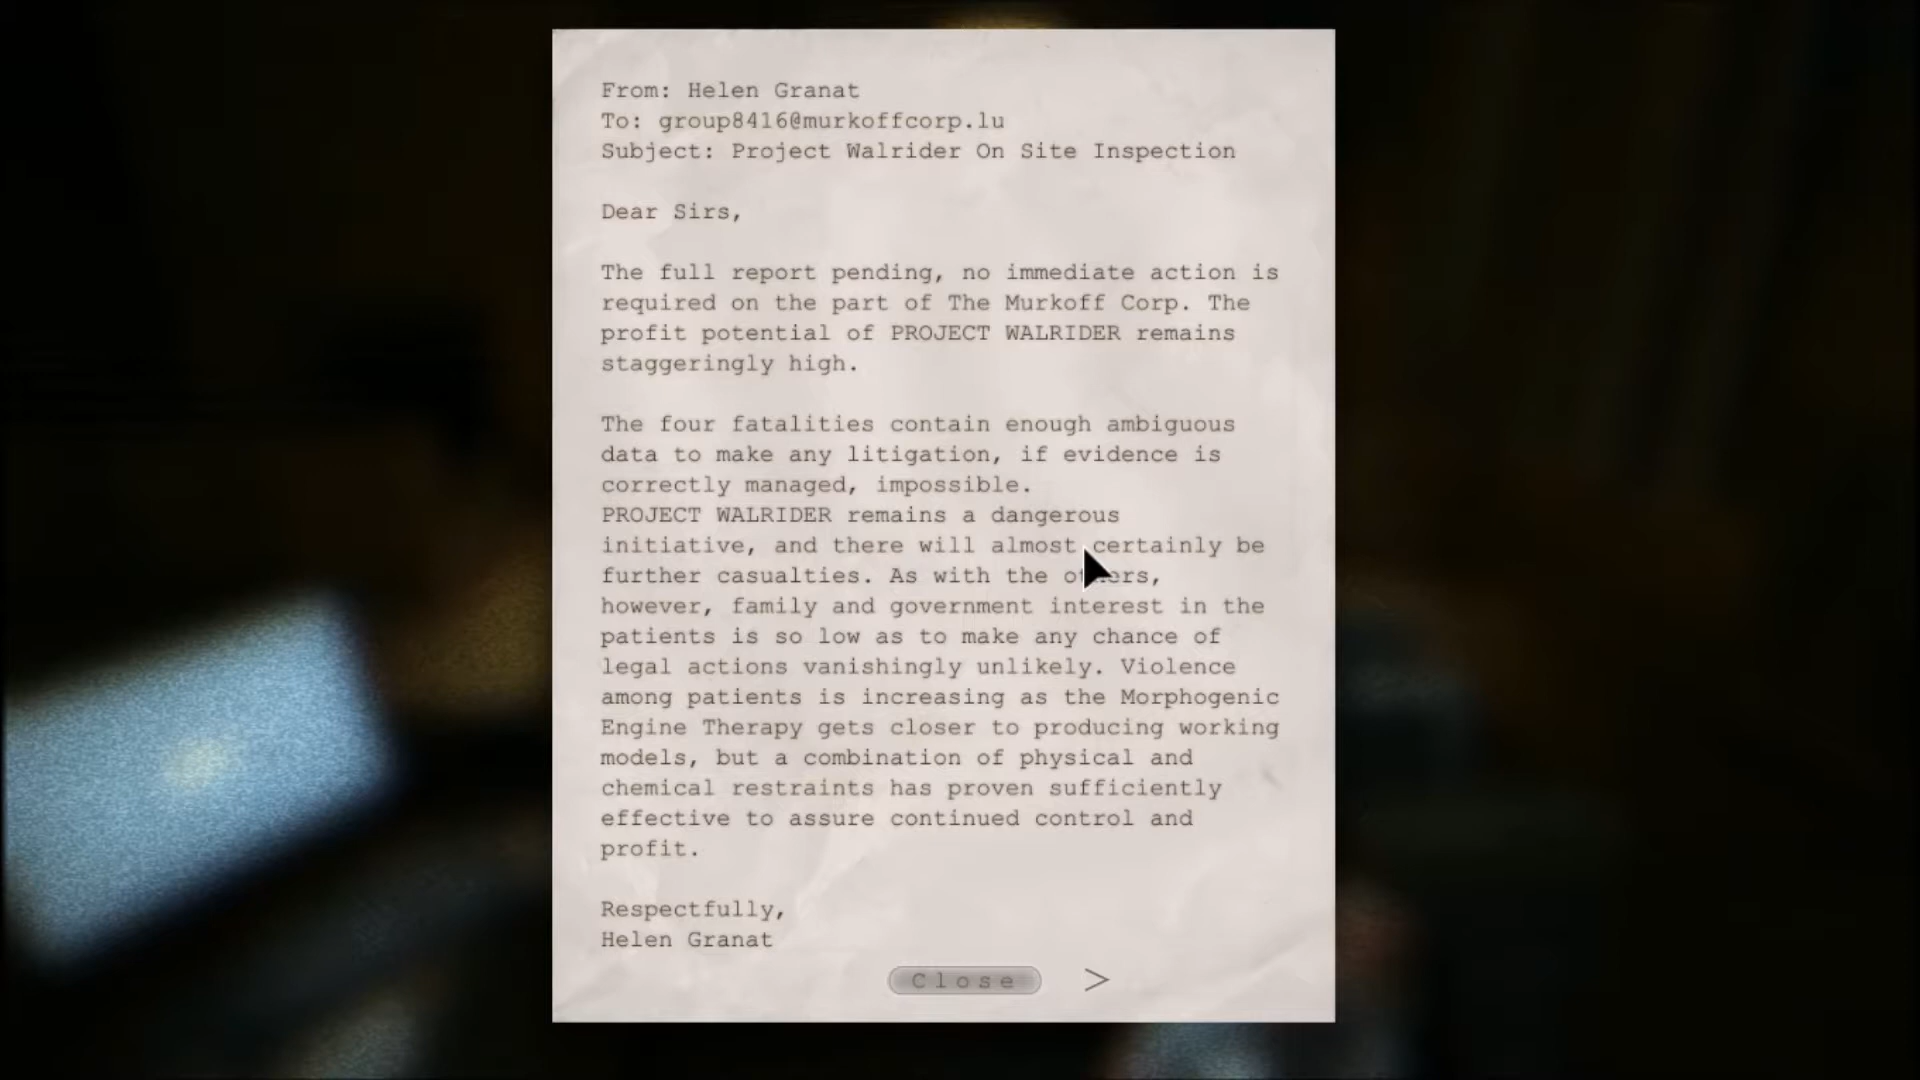 From: Helen Granat
To: group8416@murkoffcorp.lu
Subject: Project Walrider On Site Inspection
Dear Sirs,
The full report pending, no immediate action is
required on the part of The Murkoff Corp. The
profit potential of PROJECT WALRIDER remains
staggeringly high.
The four fatalities contain enough ambiguous
data to make any litigation, if evidence is
correctly managed, impossible.
PROJECT WALRIDER remains a dangerous
initiative, and there will almost certainly be
further casualties. As with the others,
however, family and government interest in the
patients is so low as to make any chance of
legal actions vanishingly unlikely. Violence
among patients is increasing as the Morphogenic
Engine Therapy gets closer to producing working
models, but a combination of physical and
chemical restraints has proven sufficiently
effective to assure continued control and
profit.
Respectfully,
Helen Granat
Close >